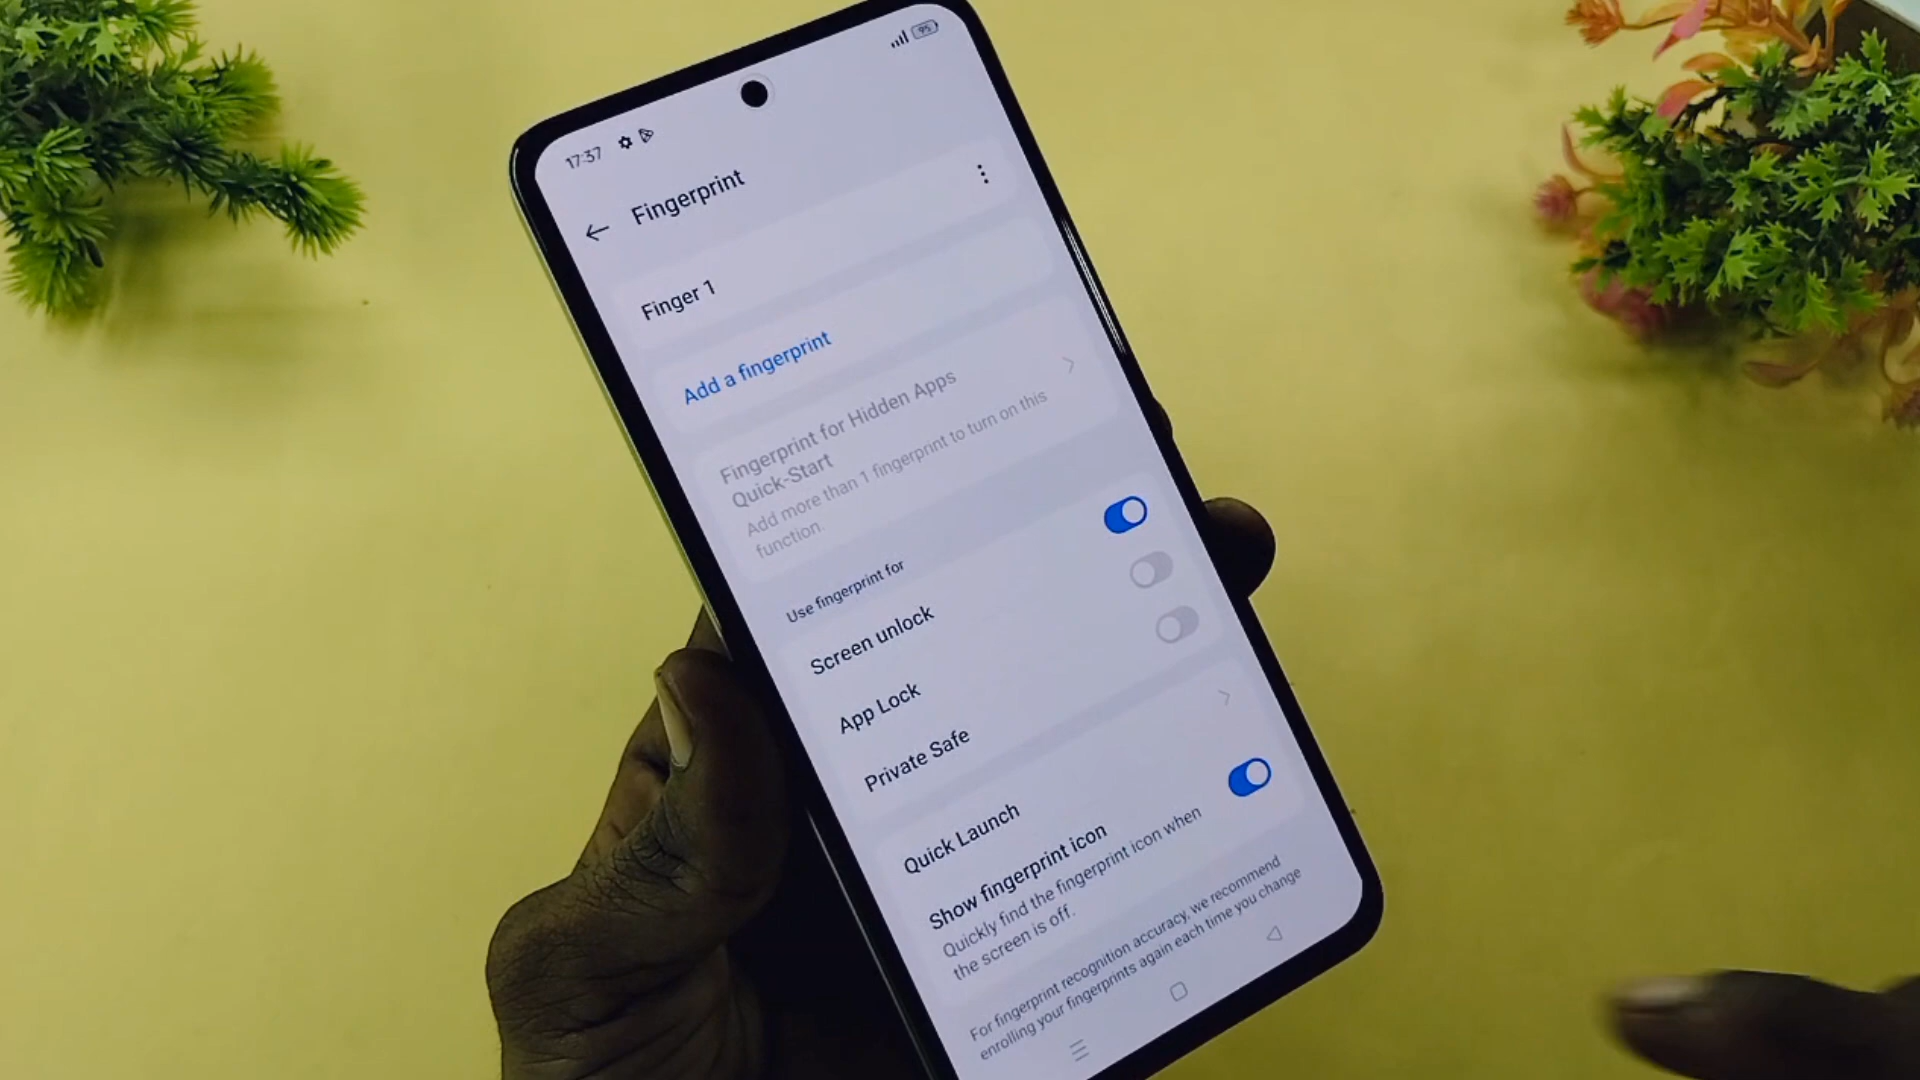 17:37
95
Fingerprint
Finger 1
Add a fingerprint
Fingerprint for Hidden Apps
Quick-Start
Add more than 1 fingerprint to turn on this
function.
Use fingerprint for
Screen unlock
App Lock
Private Safe
Quick Launch
Show fingerprint icon
Quickly find the fingerprint icon when
the screen is off.
For fingerprint recognition accuracy, we recommend
enrolling your fingerprints again each time you change